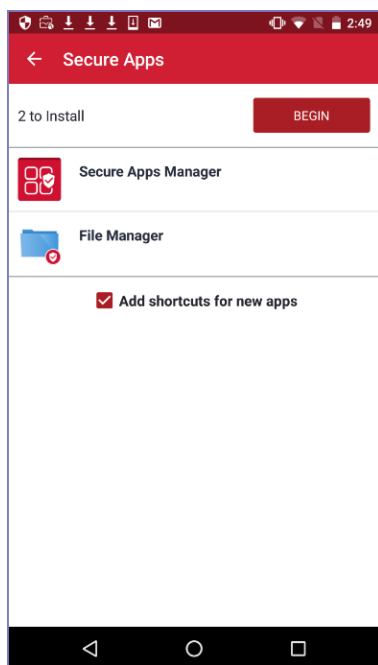 2:49
Secure Apps
2 to Install
BEGIN
Secure Apps Manager
File Manager
Add shortcuts for new apps